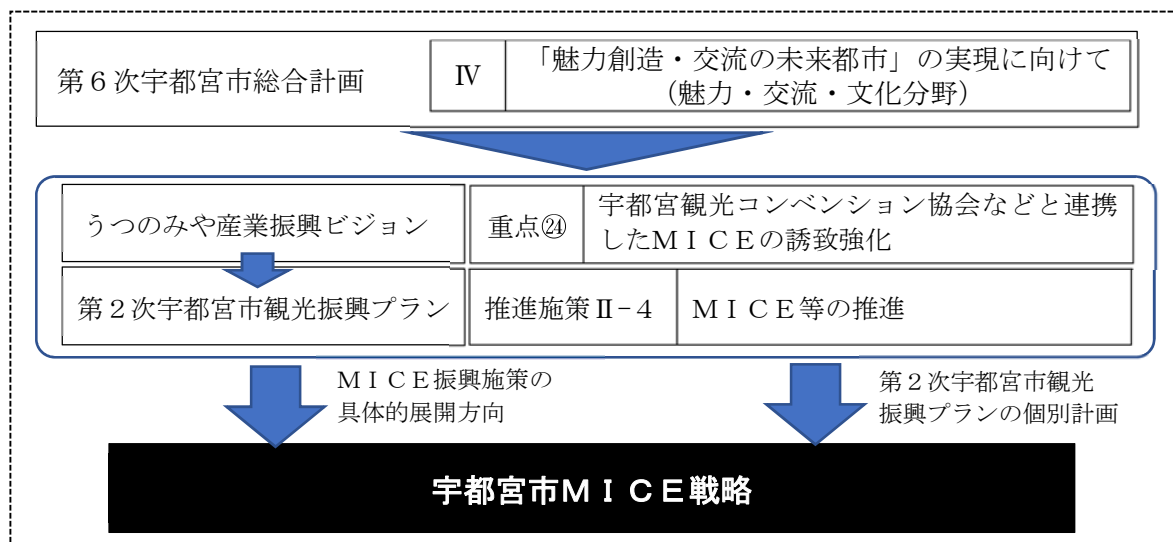 第６次宇都宮市総合計画
Ⅳ
「魅力創造・交流の未来都市」の実現に向けて
（魅力・交流・文化分野）
うつのみや産業振興ビジョン
重点㉔
宇都宮観光コンベンション協会などと連携
したＭＩＣＥの誘致強化
第２次宇都宮市観光振興プラン
推進施策Ⅱ−４
ＭＩＣＥ等の推進
ＭＩＣＥ振興施策の
具体的展開方向
第２次宇都宮市観光
振興プランの個別計画
宇都宮市ＭＩＣＥ戦略